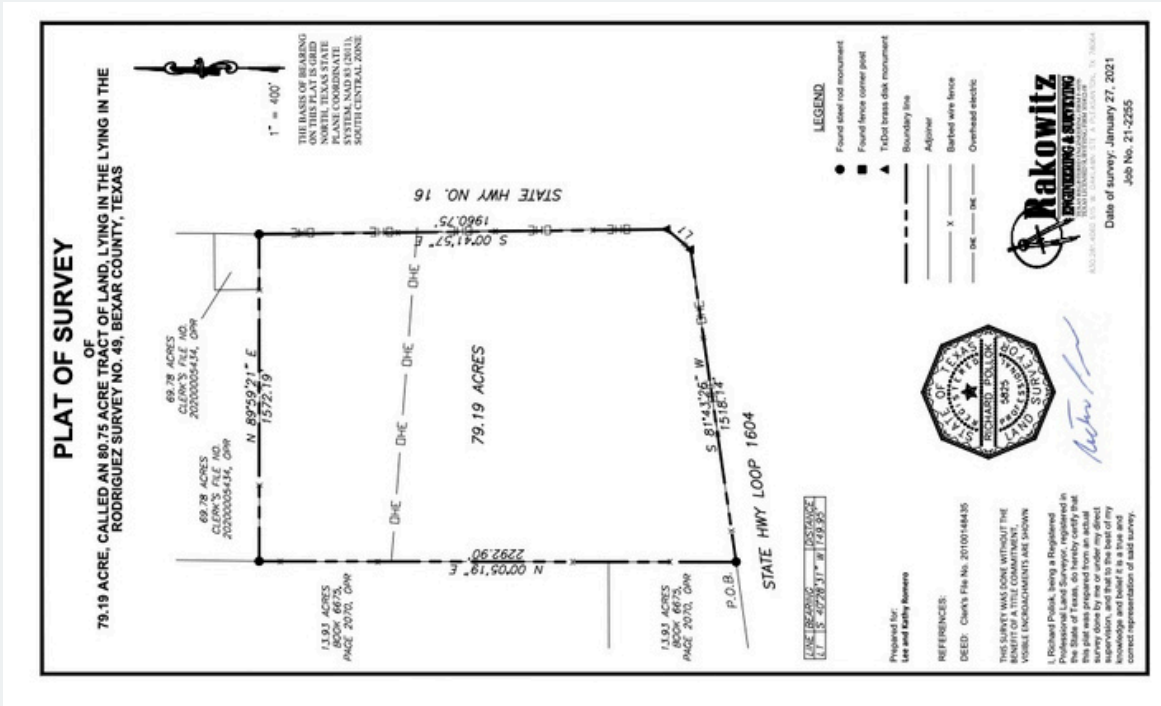 PLAT OF SURVEY
OF
79.19 ACRE, CALLED AN 80.75 ACRE TRACT OF LAND, LYING IN THE LYING IN THE
RODRIGUEZ SURVEY NO. 49, BEXAR COUNTY, TEXAS
1" = 400'
THE BASIS OF BEARING
ON THIS PLAT IS GRID
NORTH, TEXAS STATE
PLANE COORDINATE
SYSTEM, NAD 83 (2011),
SOUTH CENTRAL ZONE
69.78 ACRES
CLERK'S FILE NO.
20200005434, OPR
69.78 ACRES
CLERK'S FILE NO.
20200005434, OPR
N 89°59'21" E
1572.19'
STATE HWY NO. 16
1960.75'
S 00°41'57" E
OHE
OHE
OHE
OHE
79.19 ACRES
L1
OHE
S 81°43'26" W
1518.14'
STATE HWY LOOP 1604
N 00°05'19" E
2292.90'
P.O.B.
13.93 ACRES
BOOK 6675,
PAGE 2070, OPR
13.93 ACRES
BOOK 6675,
PAGE 2070, OPR
LINE BEARING DISTANCE
L1 S 40°28'31" W 149.95'
LEGEND
Found steel rod monument
Found fence corner post
TxDot brass disk monument
Boundary line
Adjoiner
X Barbed wire fence
OHE OHE Overhead electric
Prepared for:
Lee and Kathy Romero
REFERENCES:
DEED: Clerk's File No. 20100148435
THIS SURVEY WAS DONE WITHOUT THE
BENEFIT OF A TITLE COMMITMENT,
VISIBLE ENCROACHMENTS ARE SHOWN
I, Richard Pollok, being a Registered
Professional Land Surveyor, registered in
the State of Texas, do hereby certify that
this plat was prepared from an actual
survey done by me or under my direct
supervision, and that to the best of my
knowledge and belief it is a true and
correct representation of said survey.
STATE OF TEXAS
REGISTERED
RICHARD POLLOK
5825
PROFESSIONAL
LAND SURVEYOR
Rakowitz
ENGINEERING & SURVEYING
Date of survey: January 27, 2021
Job No. 21-2255